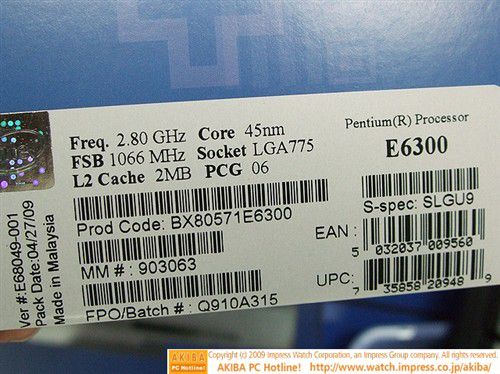 Freq. 2.80 GHz Core 45nm
FSB 1066 MHz Socket LGA775
L2 Cache 2MB PCG 06
Pentium(R) Processor
E6300
Prod Code: BX80571E6300
S-spec: SLGU9
MM # : 903063
EAN :
5 032037 009560
FPO/Batch # : Q910A315
UPC:
7 35858 20948 9
Ver #:E68049-001
Pack Date:04/27/09
Made in Malaysia
AKIBA
PC Hotline!
Copyright (c) 2009 Impress Watch Corporation, an Impress Group company. All rights reserved.
AKIBA PC Hotline! http://www.watch.impress.co.jp/akiba/